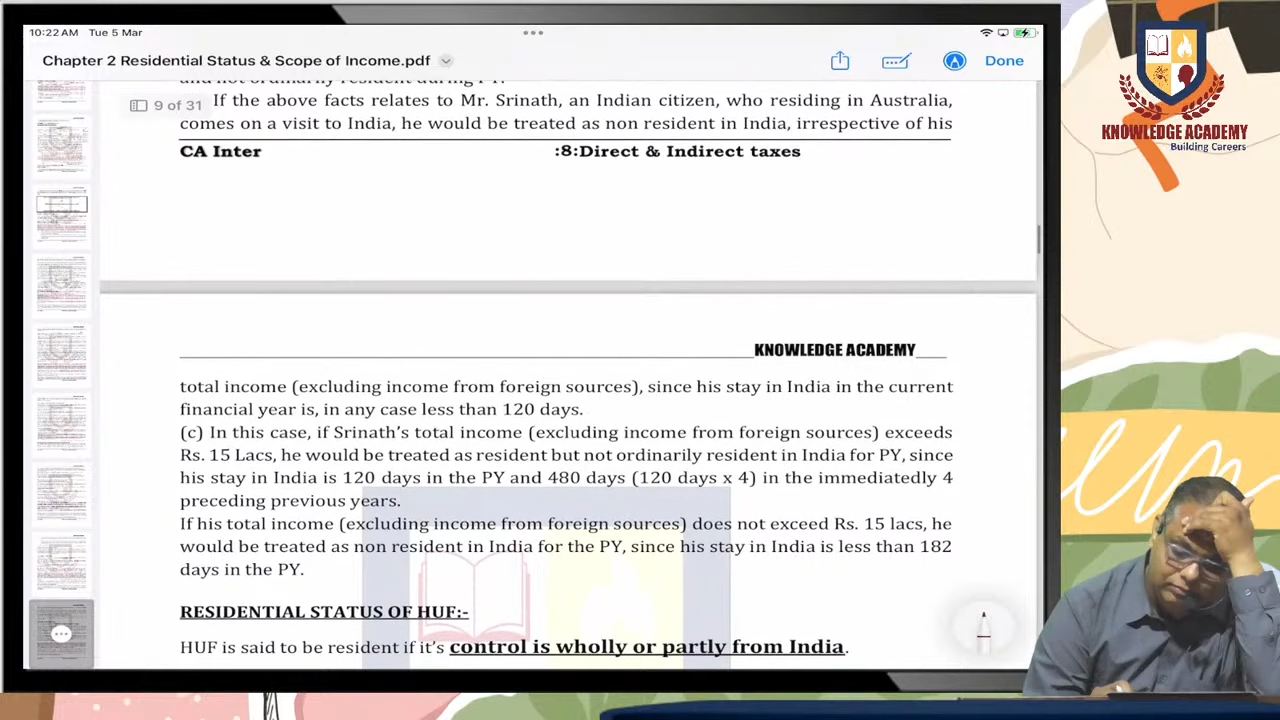 10:22 AM Tue 5 Mar
Chapter 2 Residential Status & Scope of Income.pdf
Done
9 of 31
the above facts relates to Mr. Srinath, an Indian citizen, who residing in Australia,
comes on a visit to India, he would be treated as non resident in India, irrespective of his
CA Inter
:81 Direct & Indirect Taxes
KNOWLEDGE ACADEMY
total income (excluding income from foreign sources), since his stay in India in the current
financial year is in any case less than 120 days.
(c) In this case, Srinath's total income (excluding income from foreign sources) exceeds
Rs. 15 Lacs, he would be treated as resident but not ordinarily resident in India for PY, since
his stay in India is 120 days in the PY and 480 days (120 days x 4) in the immediately 4
preceding previous years.
If his total income (excluding income from foreign sources) does not exceed Rs. 15 lacs, he
would be treated as non resident in India for the PY, since his stay in India is less than 182
days in the PY.
RESIDENTIAL STATUS OF HUF:-
HUF is said to be resident if it's control is wholly or partly from India.
KNOWLEDGE ACADEMY
Building Careers